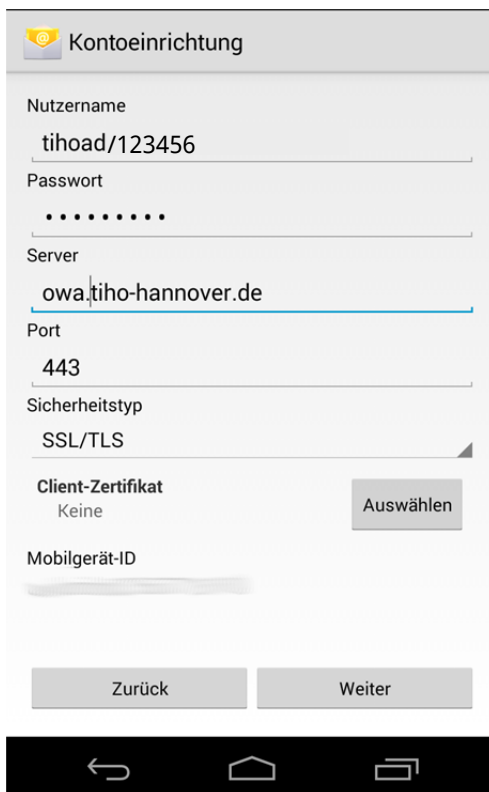 Kontoeinrichtung
Nutzername
tihoad/123456
Passwort
•••••••••
Server
owa.tiho-hannover.de
Port
443
Sicherheitstyp
SSL/TLS
Client-Zertifikat
Keine
Auswählen
Mobilgerät-ID
Zurück
Weiter